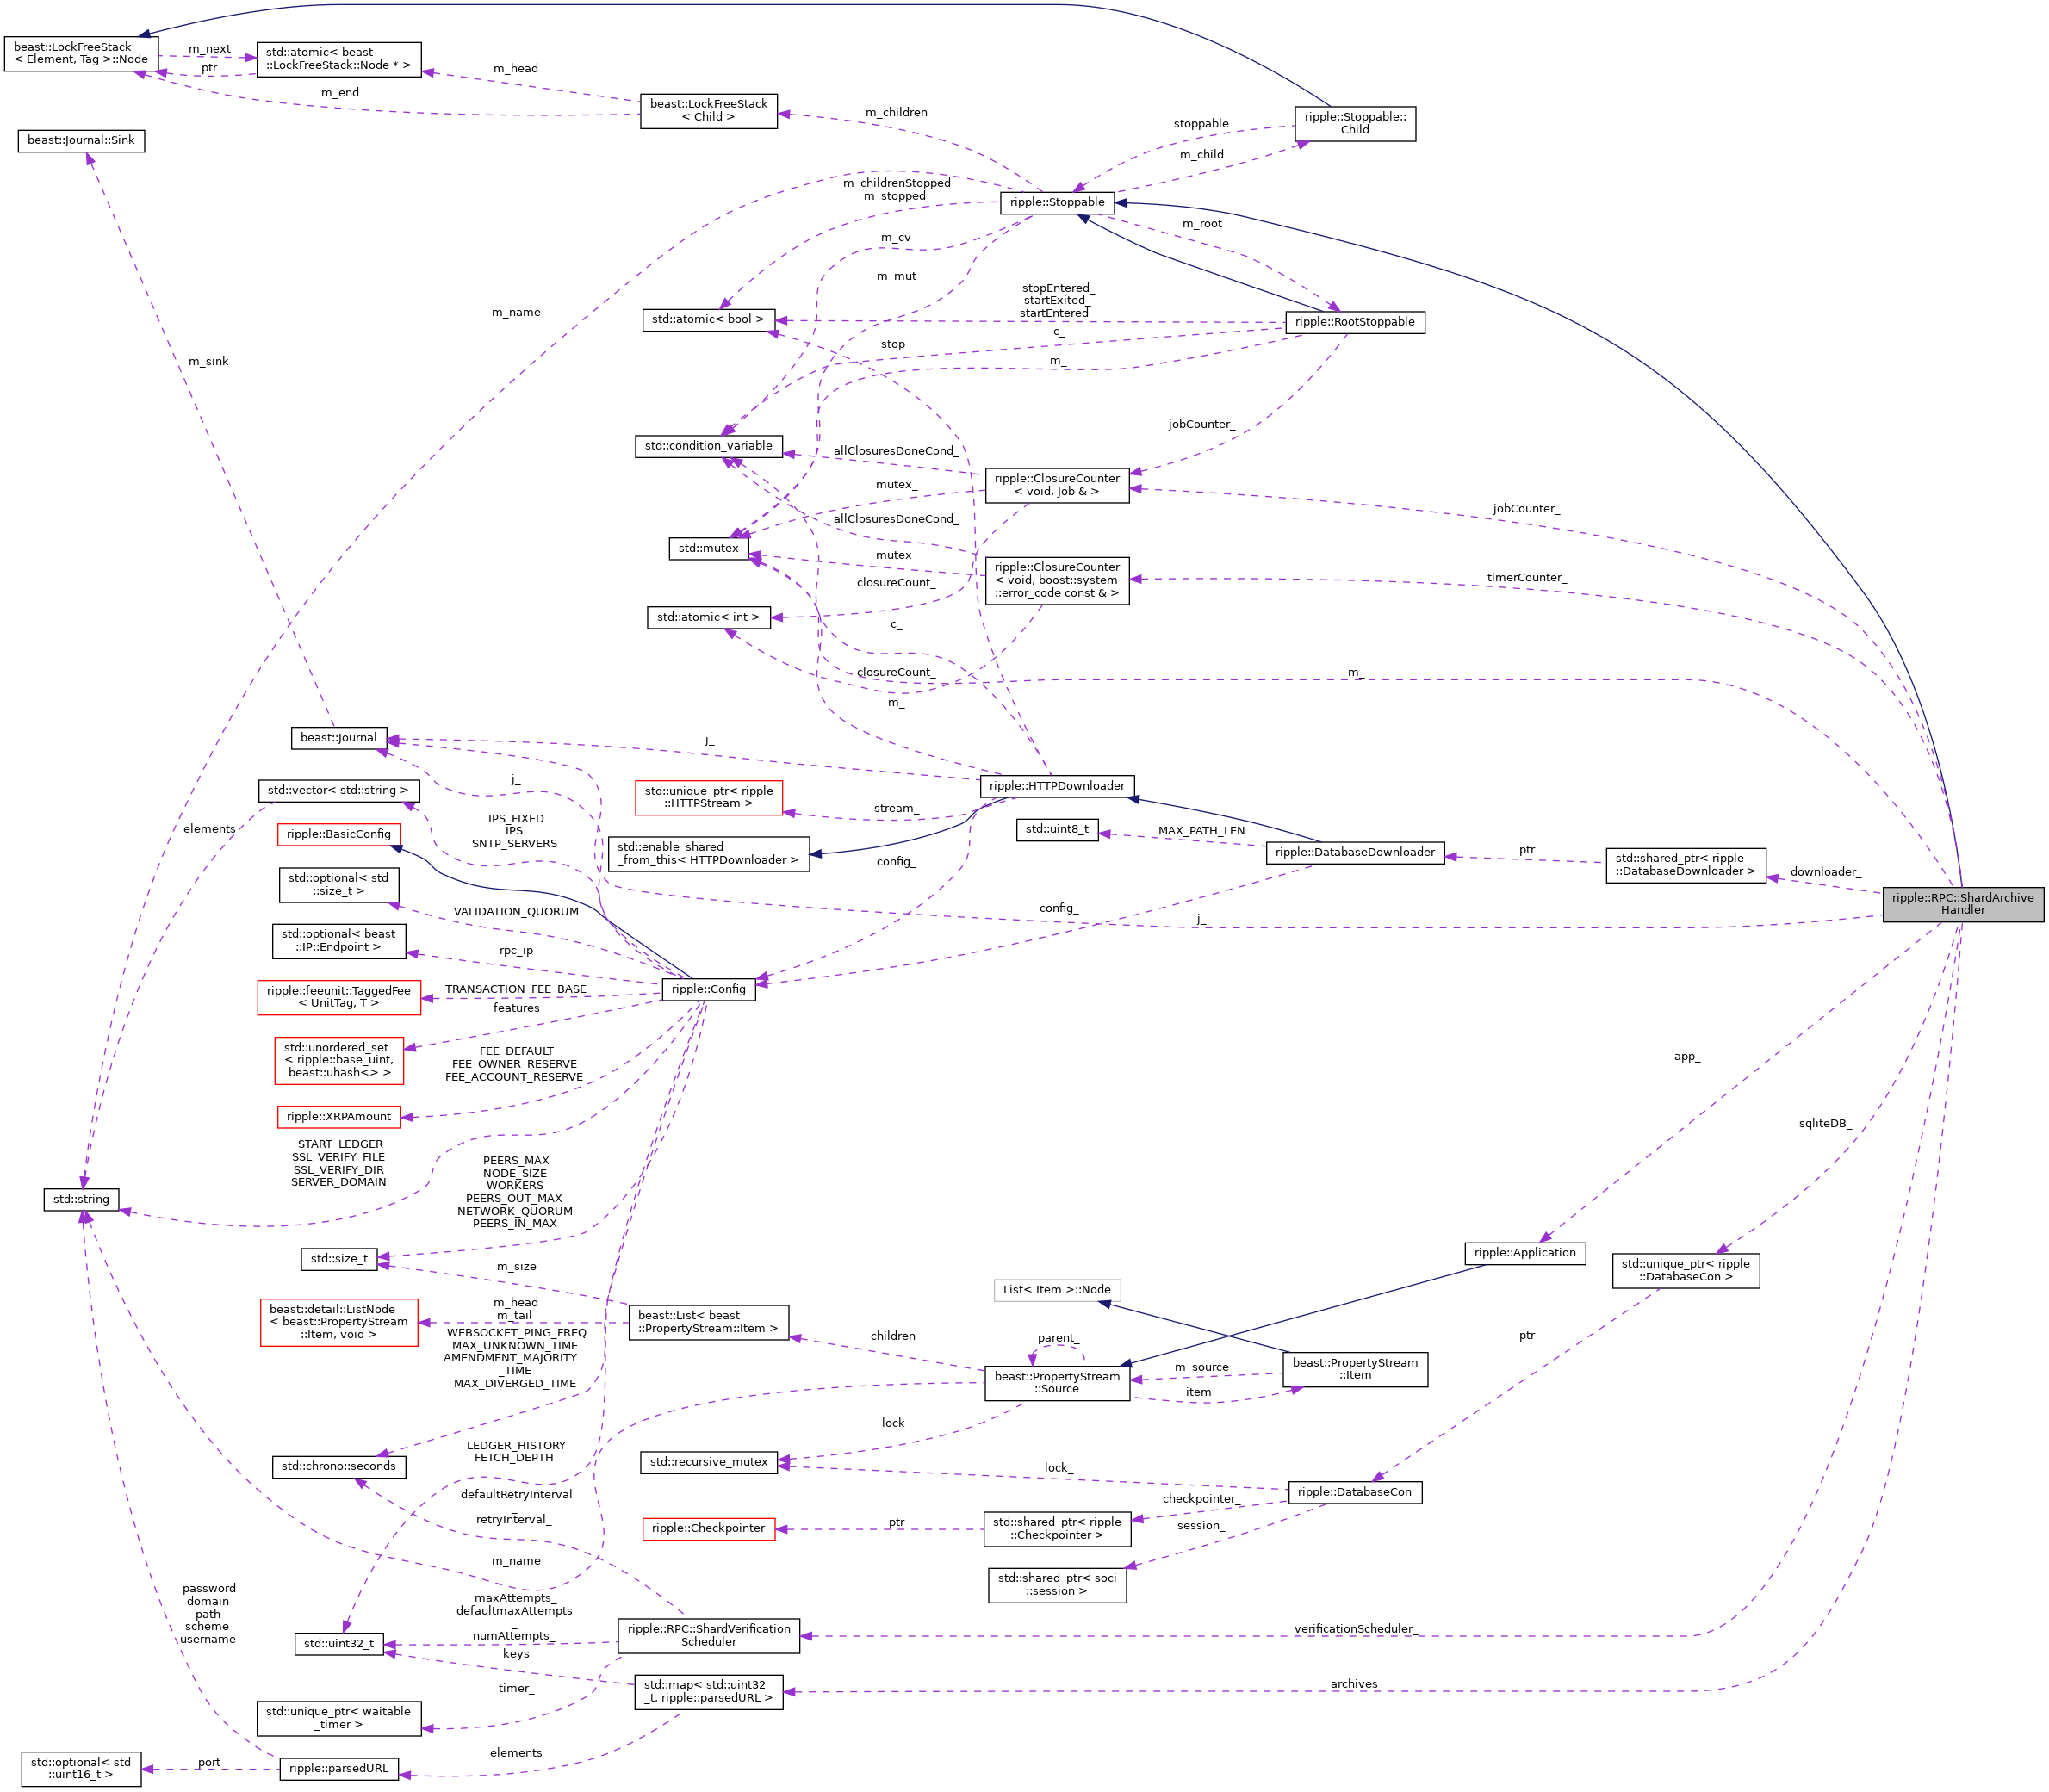 beast::LockFreeStack
< Element, Tag >::Node
m_next
ptr
std::atomic< beast
::LockFreeStack::Node * >
m_end
m_head
beast::LockFreeStack
< Child >
m_children
stoppable
m_child
ripple::Stoppable::
Child
beast::Journal::Sink
m_childrenStopped
m_stopped
ripple::Stoppable
m_cv
m_root
m_mut
m_name
m_sink
std::atomic< bool >
stopEntered_
startExited_
startEntered_
ripple::RootStoppable
c_
stop_
m_
jobCounter_
std::condition_variable
allClosuresDoneCond_
mutex_
ripple::ClosureCounter
< void, Job & >
jobCounter_
allClosuresDoneCond_
std::mutex
mutex_
closureCount_
ripple::ClosureCounter
< void, boost::system
::error_code const & >
timerCounter_
std::atomic< int >
c_
closureCount_
m_
m_
beast::Journal
j_
j_
std::vector< std::string >
std::unique_ptr< ripple
::HTTPStream >
stream_
ripple::HTTPDownloader
elements
IPS_FIXED
IPS
SNTP_SERVERS
ripple::BasicConfig
std::enable_shared
_from_this< HTTPDownloader >
config_
std::uint8_t
MAX_PATH_LEN
ripple::DatabaseDownloader
ptr
std::shared_ptr< ripple
::DatabaseDownloader >
downloader_
ripple::RPC::ShardArchive
Handler
std::optional< std
::size_t >
VALIDATION_QUORUM
config_
j_
std::optional< beast
::IP::Endpoint >
rpc_ip
ripple::feeunit::TaggedFee
< UnitTag, T >
TRANSACTION_FEE_BASE
features
ripple::Config
std::unordered_set
< ripple::base_uint,
beast::uhash<> >
FEE_DEFAULT
FEE_OWNER_RESERVE
FEE_ACCOUNT_RESERVE
app_
ripple::XRPAmount
sqliteDB_
START_LEDGER
SSL_VERIFY_FILE
SSL_VERIFY_DIR
SERVER_DOMAIN
PEERS_MAX
NODE_SIZE
WORKERS
PEERS_OUT_MAX
NETWORK_QUORUM
PEERS_IN_MAX
std::string
std::size_t
m_size
ripple::Application
std::unique_ptr< ripple
::DatabaseCon >
List< Item >::Node
beast::detail::ListNode
< beast::PropertyStream
::Item, void >
m_head
m_tail
beast::List< beast
::PropertyStream::Item >
children_
parent_
ptr
WEBSOCKET_PING_FREQ
MAX_UNKNOWN_TIME
AMENDMENT_MAJORITY
_TIME
MAX_DIVERGED_TIME
beast::PropertyStream
::Source
m_source
item_
beast::PropertyStream
::Item
lock_
LEDGER_HISTORY
FETCH_DEPTH
std::chrono::seconds
std::recursive_mutex
lock_
ripple::DatabaseCon
defaultRetryInterval
_
retryInterval_
ripple::Checkpointer
ptr
std::shared_ptr< ripple
::Checkpointer >
checkpointer_
session_
m_name
std::shared_ptr< soci
::session >
password
domain
path
scheme
username
maxAttempts_
defaultmaxAttempts
_
numAttempts_
std::uint32_t
ripple::RPC::ShardVerification
Scheduler
verificationScheduler_
keys
timer_
std::map< std::uint32
_t, ripple::parsedURL >
archives_
std::unique_ptr< waitable
_timer >
elements
std::optional< std
::uint16_t >
port
ripple::parsedURL